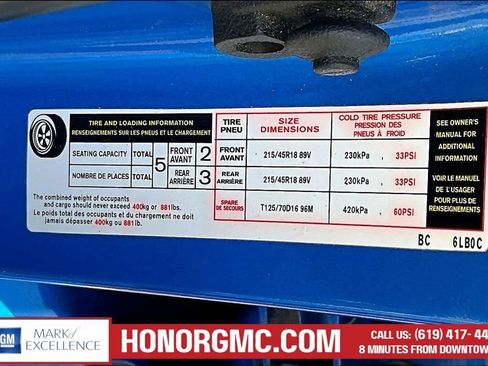 TIRE AND LOADING INFORMATION
RENSEIGNEMENTS SUR LES PNEUS ET LE CHARGEMENT
SEATING CAPACITY TOTAL 5 FRONT AVANT 2
NOMBRE DE PLACES TOTAL REAR ARRIÈRE 3
The combined weight of occupants
and cargo should never exceed 400kg or 881lbs.
Le poids total des occupants et du chargement ne doit
jamais dépasser 400kg ou 881lb.
TIRE PNEU SIZE DIMENSIONS COLD TIRE PRESSURE PRESSION DES PNEUS À FROID
FRONT AVANT 215/45R18 89V 230kPa, 33PSI
REAR ARRIÈRE 215/45R18 89V 230kPa, 33PSI
SPARE DE SECOURS T125/70D16 96M 420kPa, 60PSI
SEE OWNER'S
MANUAL FOR
ADDITIONAL
INFORMATION
VOIR LE MANUEL
DE L'USAGER
POUR PLUS DE
RENSEIGNEMENTS
BC 6LB0C
GM MARK of EXCELLENCE
HONORGMC.COM
CALL US: (619) 417-44
8 MINUTES FROM DOWNTOW